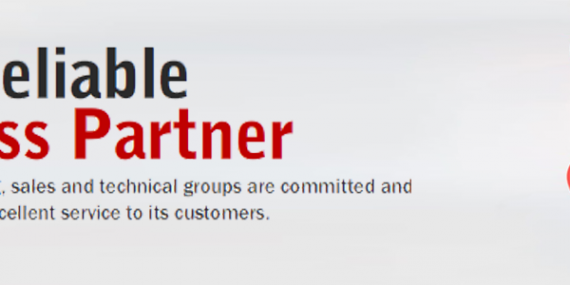 eliable
ss Partner
, sales and technical groups are committed and
cellent service to its customers.